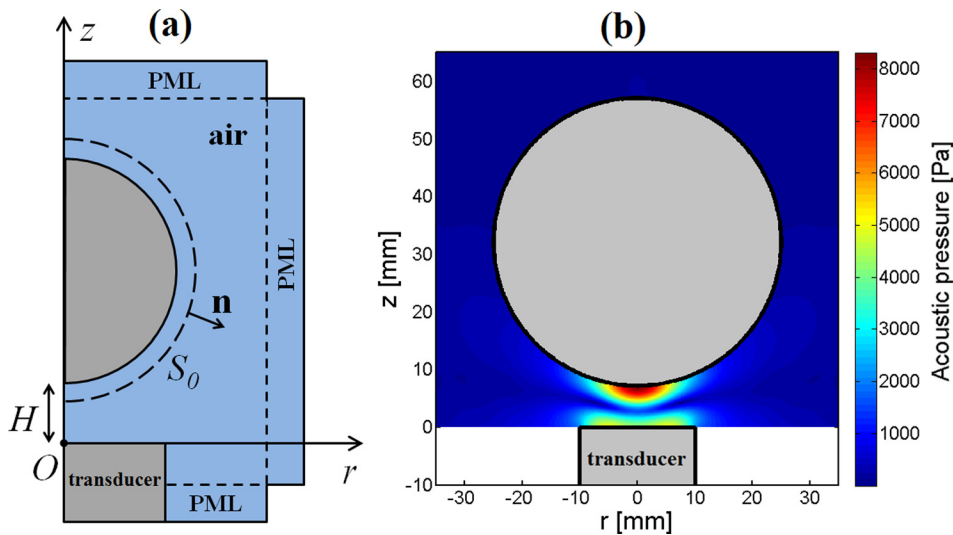 (a)
z
PML
air
PML
n
S0
H
O
r
transducer
PML
(b)
60
50
40
30
20
10
0
-10
z [mm]
transducer
-30
-20
-10
0
10
20
30
r [mm]
8000
7000
6000
5000
4000
3000
2000
1000
Acoustic pressure [Pa]